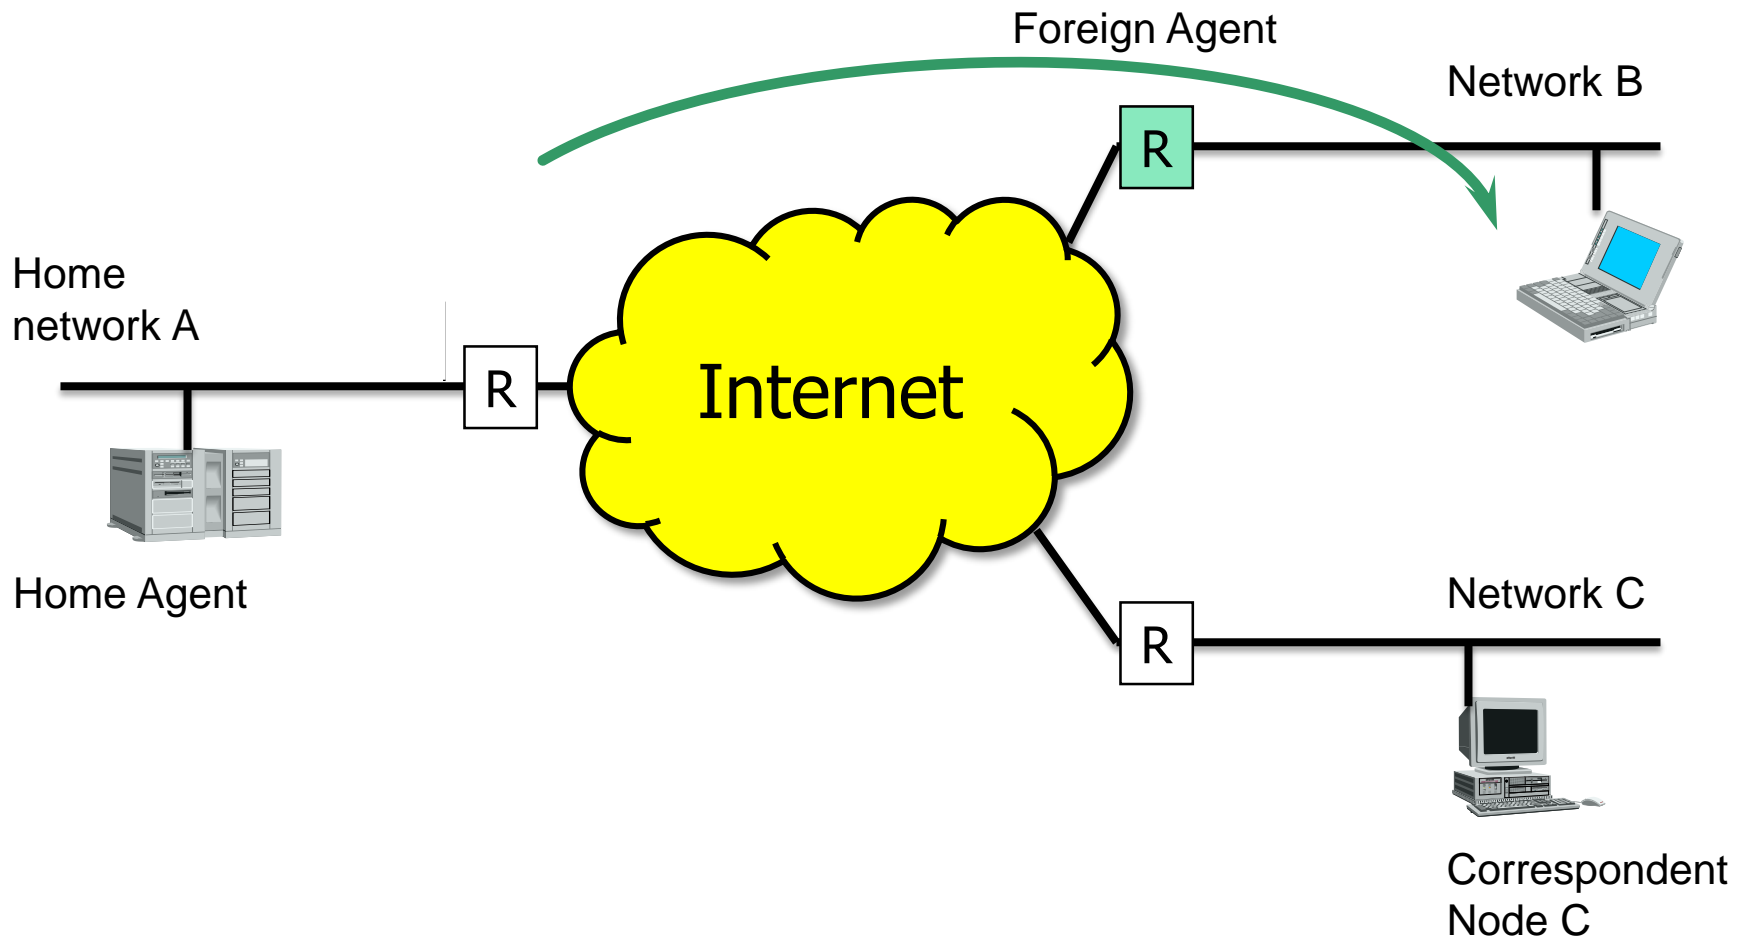 Foreign Agent
Network B
R
Home
network A
R
Internet
Home Agent
Network C
R
Correspondent
Node C